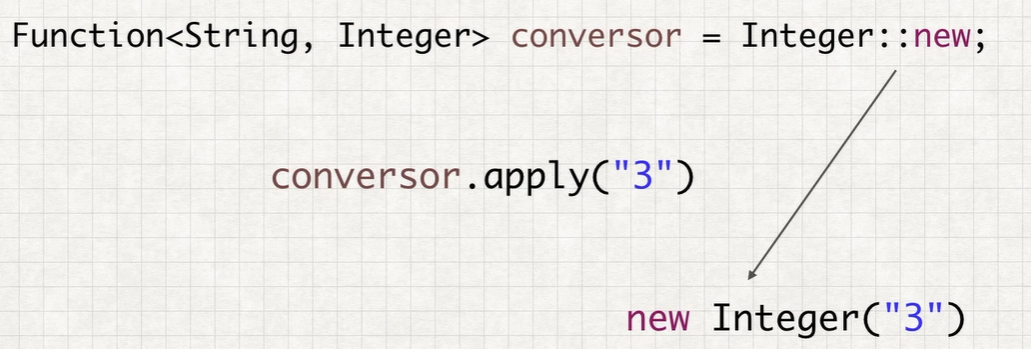 Function<String, Integer> conversor = Integer::new;
conversor.apply("3")
new Integer("3")